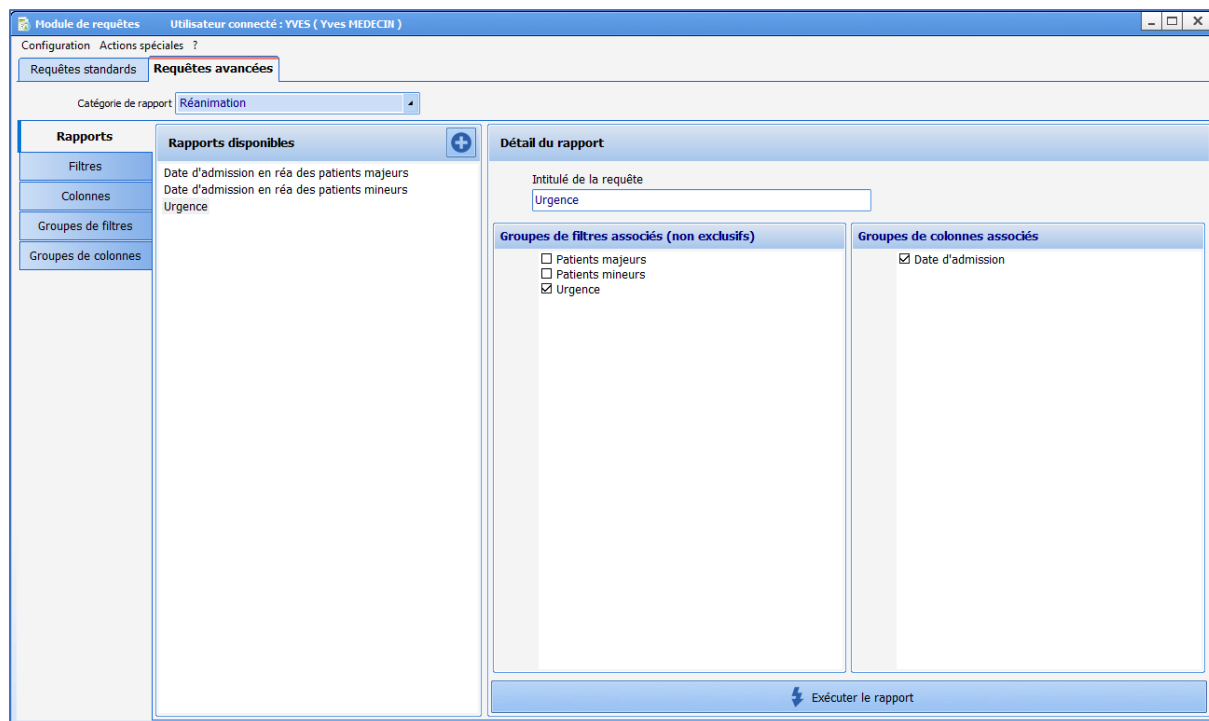 Module de requêtes Utilisateur connecté : YVES ( Yves MEDECIN )
Configuration Actions spéciales ?
Requêtes standards Requêtes avancées
Catégorie de rapport Réanimation
Rapports
Filtres
Colonnes
Groupes de filtres
Groupes de colonnes
Rapports disponibles
Date d'admission en réa des patients majeurs
Date d'admission en réa des patients mineurs
Urgence
Détail du rapport
Intitulé de la requête
Urgence
Groupes de filtres associés (non exclusifs)
Patients majeurs
Patients mineurs
Urgence
Groupes de colonnes associés
Date d'admission
Exécuter le rapport